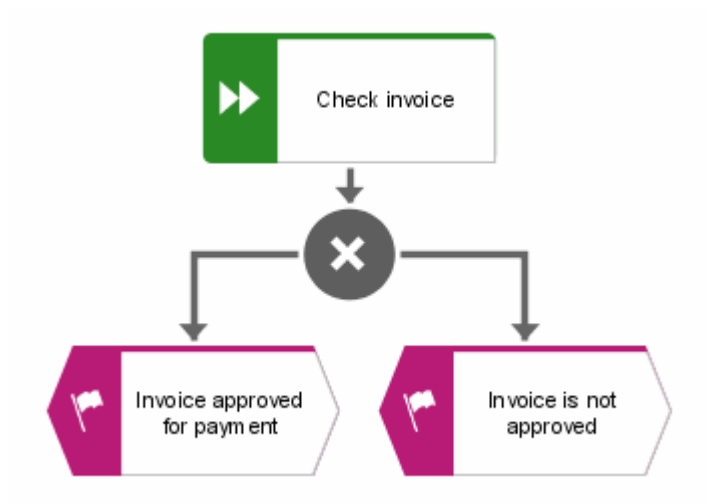 Check invoice
Invoice approved
for payment
Invoice is not
approved